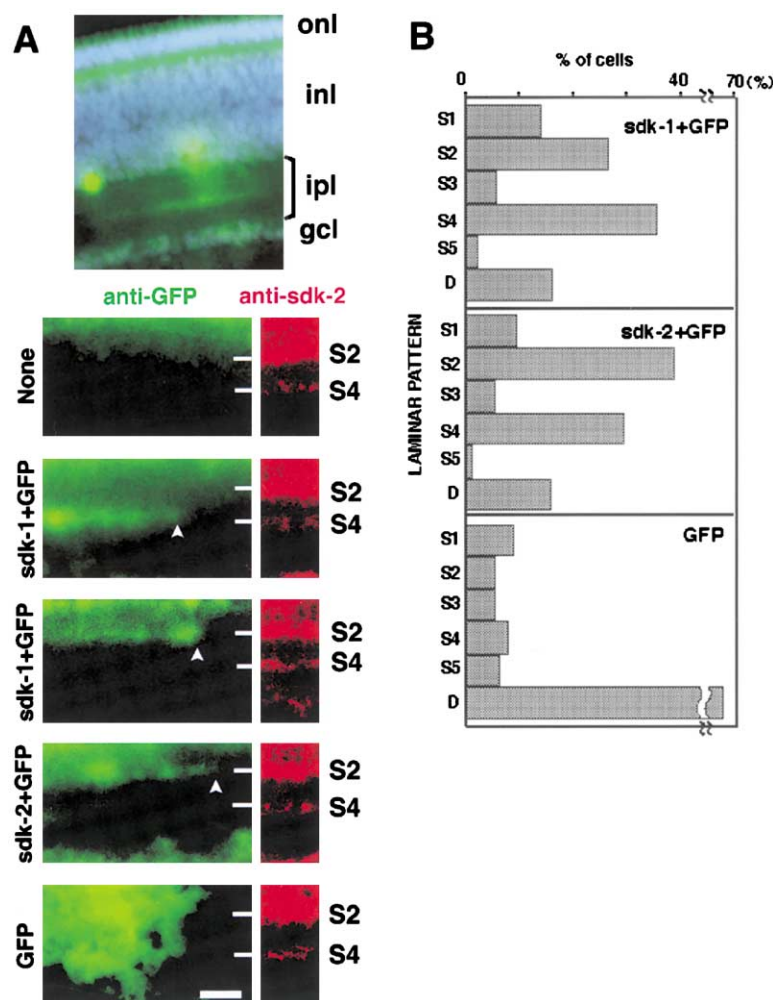 A
onl
inl
ipl
gcl
anti-GFP anti-sdk-2
None
S2
S4
sdk-1+GFP
S2
S4
sdk-1+GFP
S2
S4
sdk-2+GFP
S2
S4
GFP
S2
S4
B
% of cells
0 40 70 (%)
LAMINAR PATTERN
sdk-1+GFP
S1
S2
S3
S4
S5
D
sdk-2+GFP
S1
S2
S3
S4
S5
D
GFP
S1
S2
S3
S4
S5
D